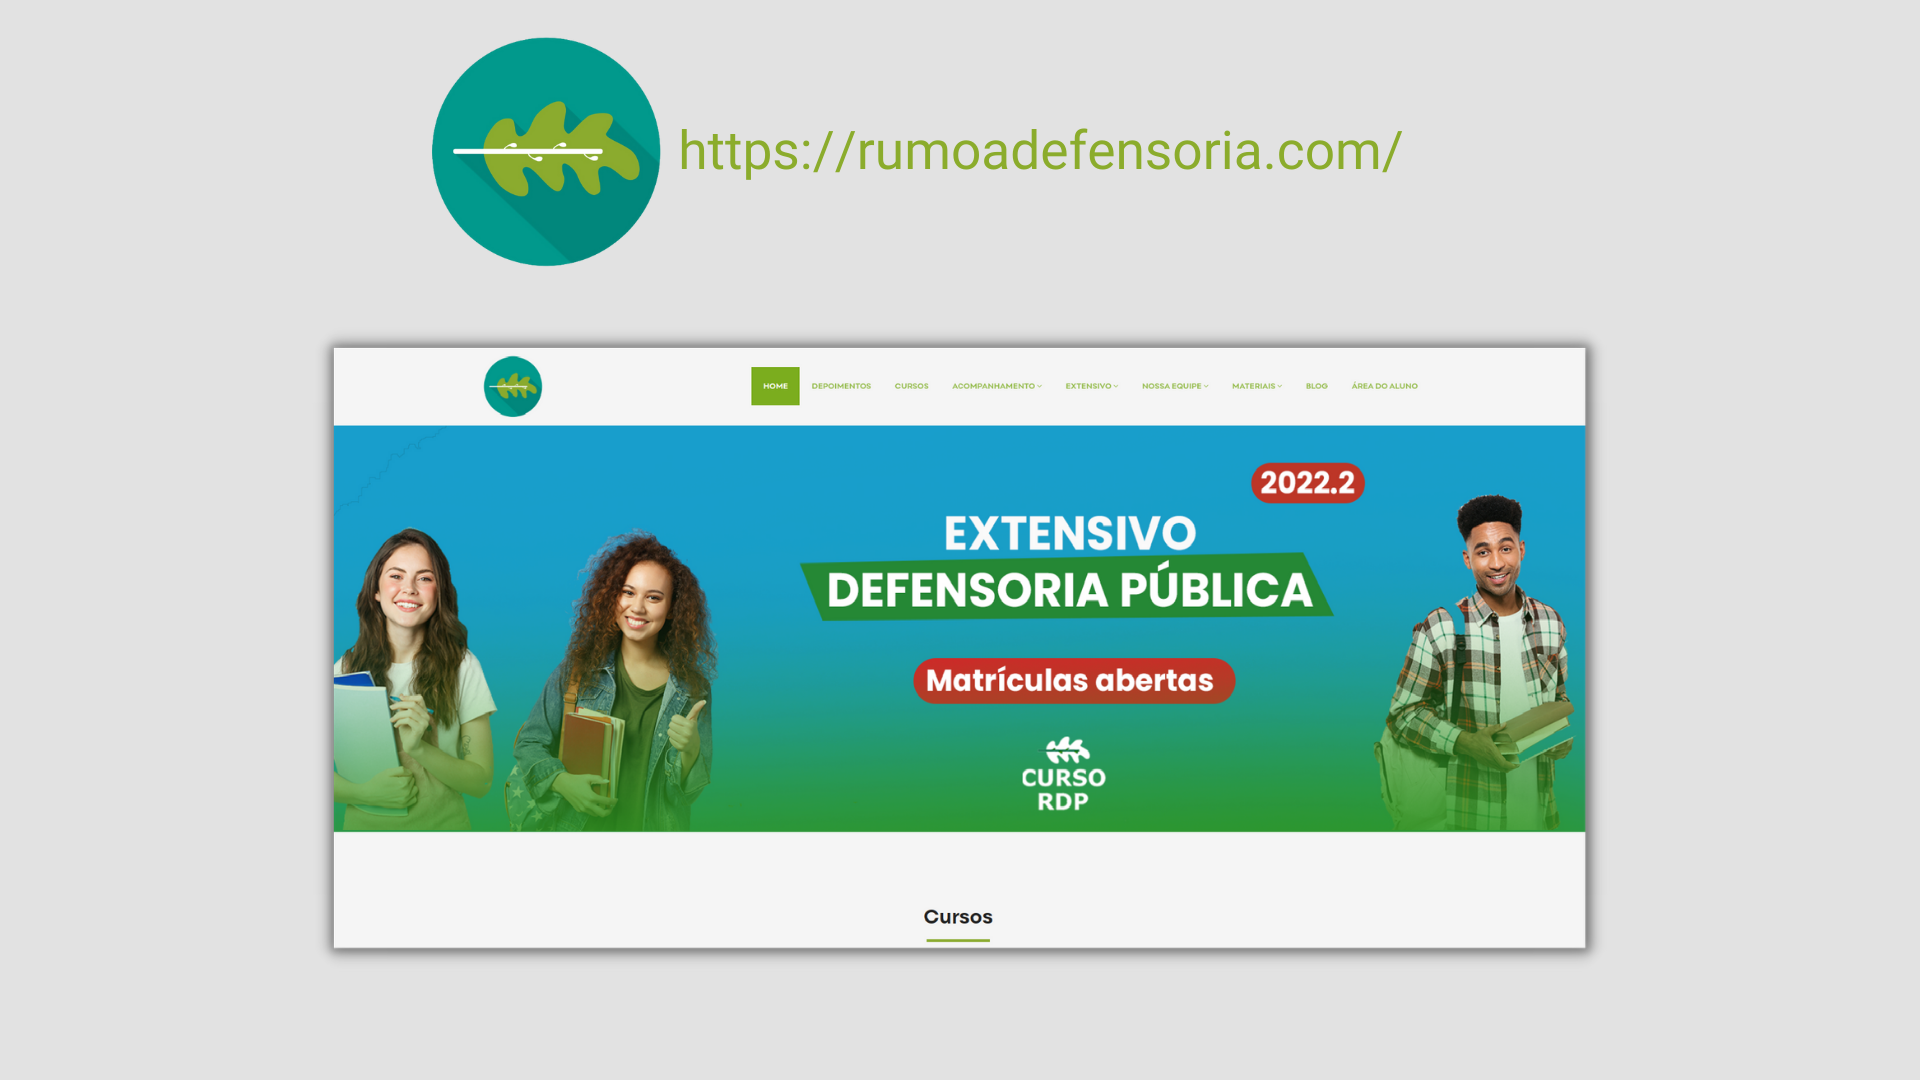 https://rumoadefensoria.com/
HOME DEPOIMENTOS CURSOS ACOMPANHAMENTO EXTENSIVO NOSSA EQUIPE MATERIAIS BLOG ÁREA DO ALUNO
2022.2
EXTENSIVO
DEFENSORIA PÚBLICA
Matrículas abertas
CURSO
RDP
Cursos